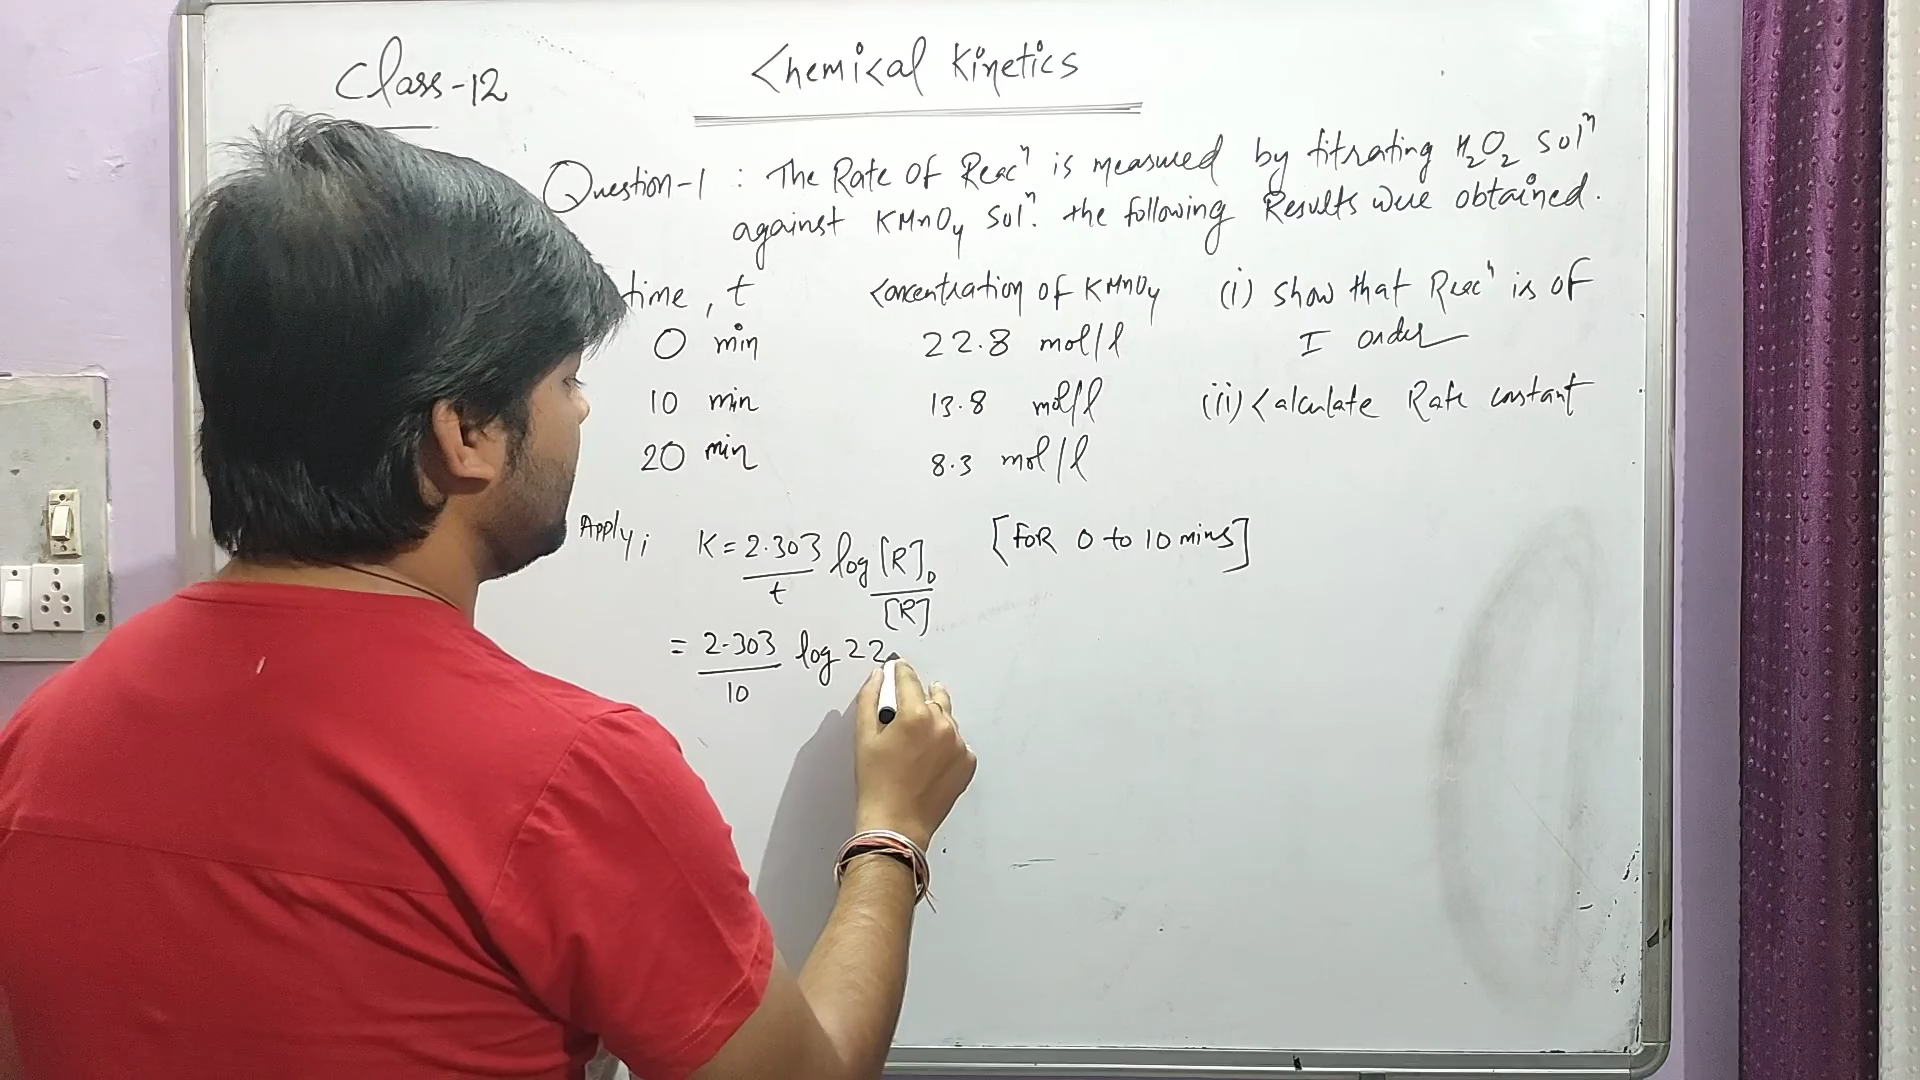 Class-12
Chemical Kinetics
Question-1 : The Rate of Reacⁿ is measured by titrating H₂O₂ Solⁿ
against KMnO₄ Solⁿ. the following Results were obtained.
time, t concentration of KMnO₄ (i) show that Reacⁿ is of
0 min 22.8 mol/l I order
10 min 13.8 mol/l (ii) Calculate Rate constant
20 min 8.3 mol/l
Apply; K = 2.303/t log [R]₀/[R] [FOR 0 to 10 mins]
= 2.303/10 log 22